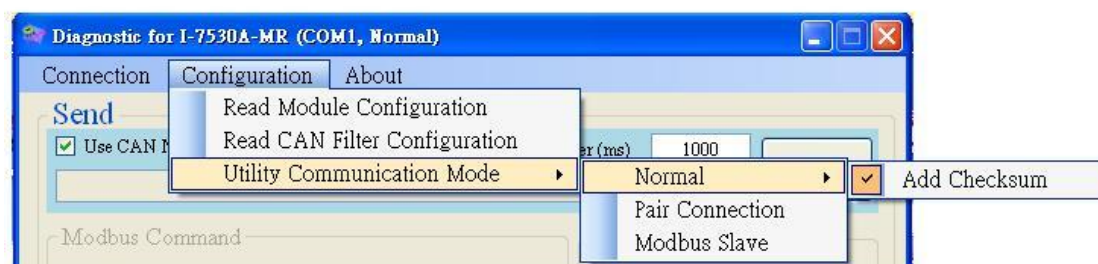 Diagnostic for I-7530A-MR (COM1, Normal)
Connection Configuration About
Send
Read Module Configuration
Use CAN
Read CAN Filter Configuration
(ms) 1000
Utility Communication Mode
Normal
Add Checksum
Pair Connection
Modbus Command
Modbus Slave